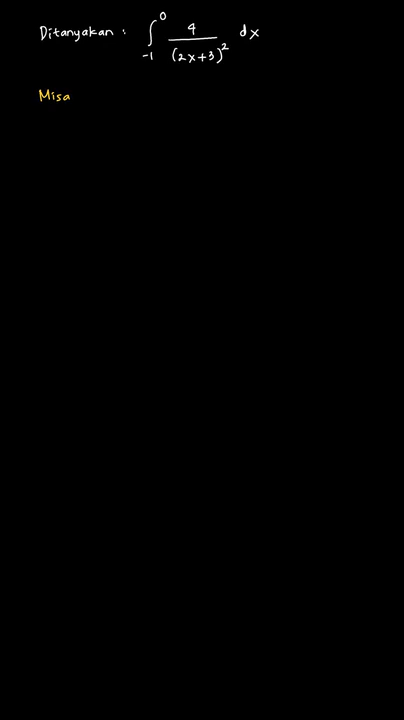 Ditanyakan : ∫₋₁⁰ 4/(2x+3)² dx
Misa